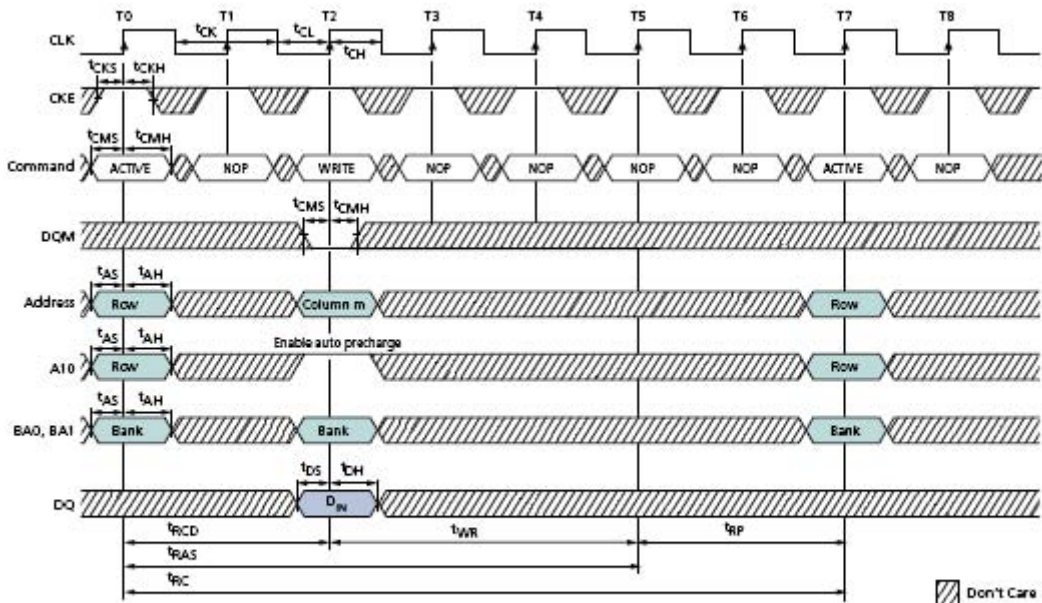 T0 T1 T2 T3 T4 T5 T6 T7 T8
CLK tCK tCL tCH
tCKS tCKH
CKE
tCMS tCMH
Command ACTIVE NOP WRITE NOP NOP NOP NOP ACTIVE NOP
tCMS tCMH
DQM
tAS tAH
Address Row Column m Row
tAS tAH Enable auto precharge
A10 Row Row
tAS tAH
BA0, BA1 Bank Bank Bank
tDS tDH
DQ DIN
tRCD tWR tRP
tRAS
tRC
Don't Care